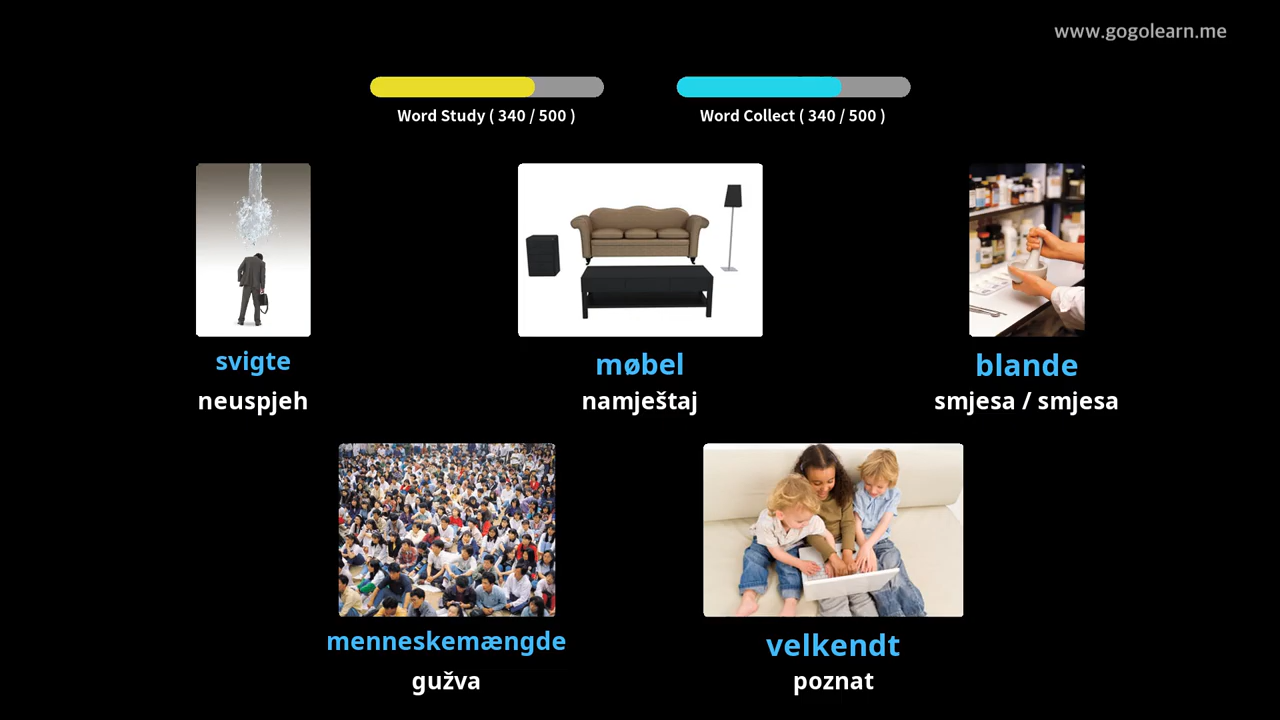 www.gogolearn.me
Word Study ( 340 / 500 )
Word Collect ( 340 / 500 )
svigte
neuspjeh
møbel
namještaj
blande
smjesa / smjesa
menneskemængde
gužva
velkendt
poznat